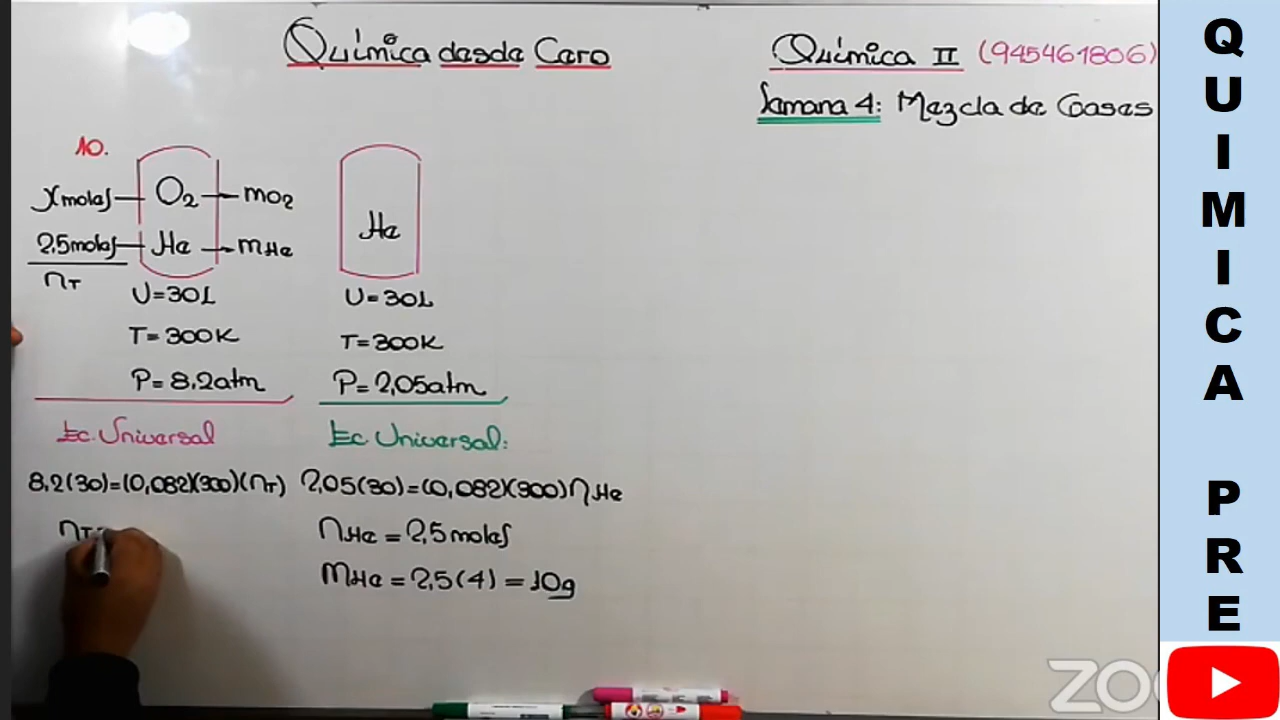 Química desde Cero
Química II (945461806)
Semana 4: Mezcla de Gases
10.
X moles O2 mO2
2,5 moles He mHe
nT
V=30L
T=300K
P=8,2atm
Ec. Universal
8,2(30)=(0,082)(300)(nT)
nT=
He
V=30L
T=300K
P=2,05atm
Ec Universal:
2,05(30)=(0,082)(300)nHe
nHe=2,5 moles
mHe=2,5(4)=10g
QUIMICA
PRE